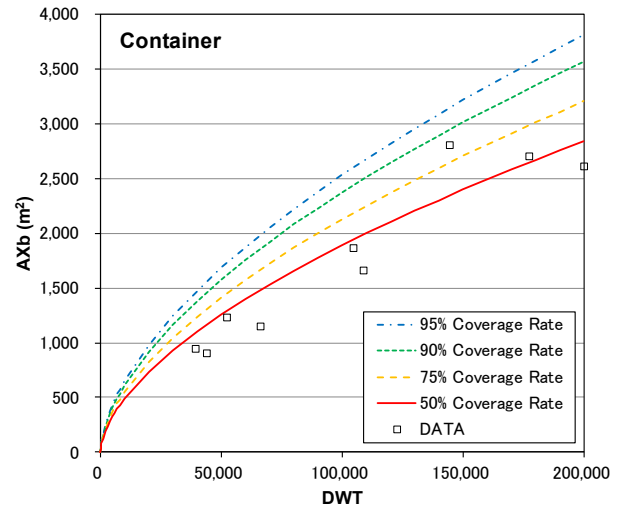 Container
4,000
3,500
3,000
2,500
2,000
1,500
1,000
500
0
AXb (m²)
95% Coverage Rate
90% Coverage Rate
75% Coverage Rate
50% Coverage Rate
DATA
0 50,000 100,000 150,000 200,000
DWT